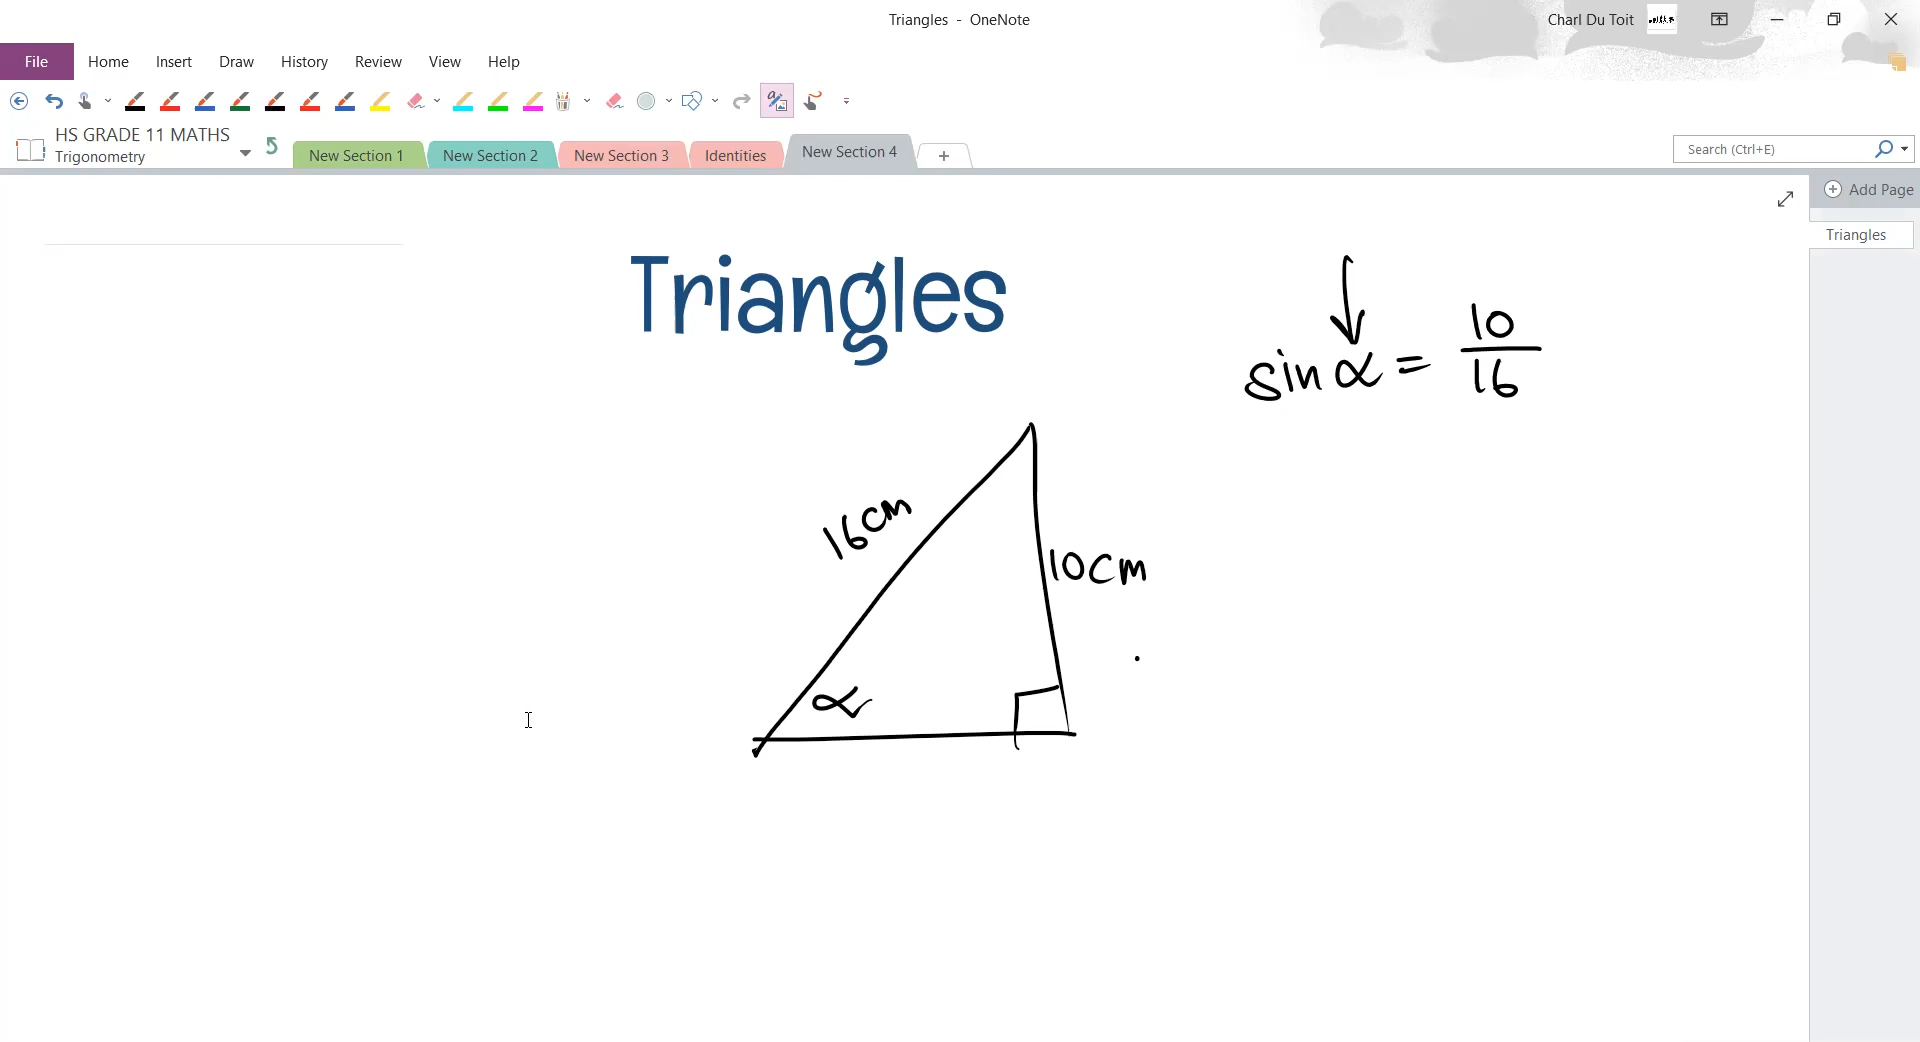 Triangles - OneNote
Charl Du Toit
File Home Insert Draw History Review View Help
HS GRADE 11 MATHS
Trigonometry
New Section 1
New Section 2
New Section 3
Identities
New Section 4
+
Search (Ctrl+E)
Add Page
Triangles
Triangles
sin α = 10/16
16cm
10cm
α